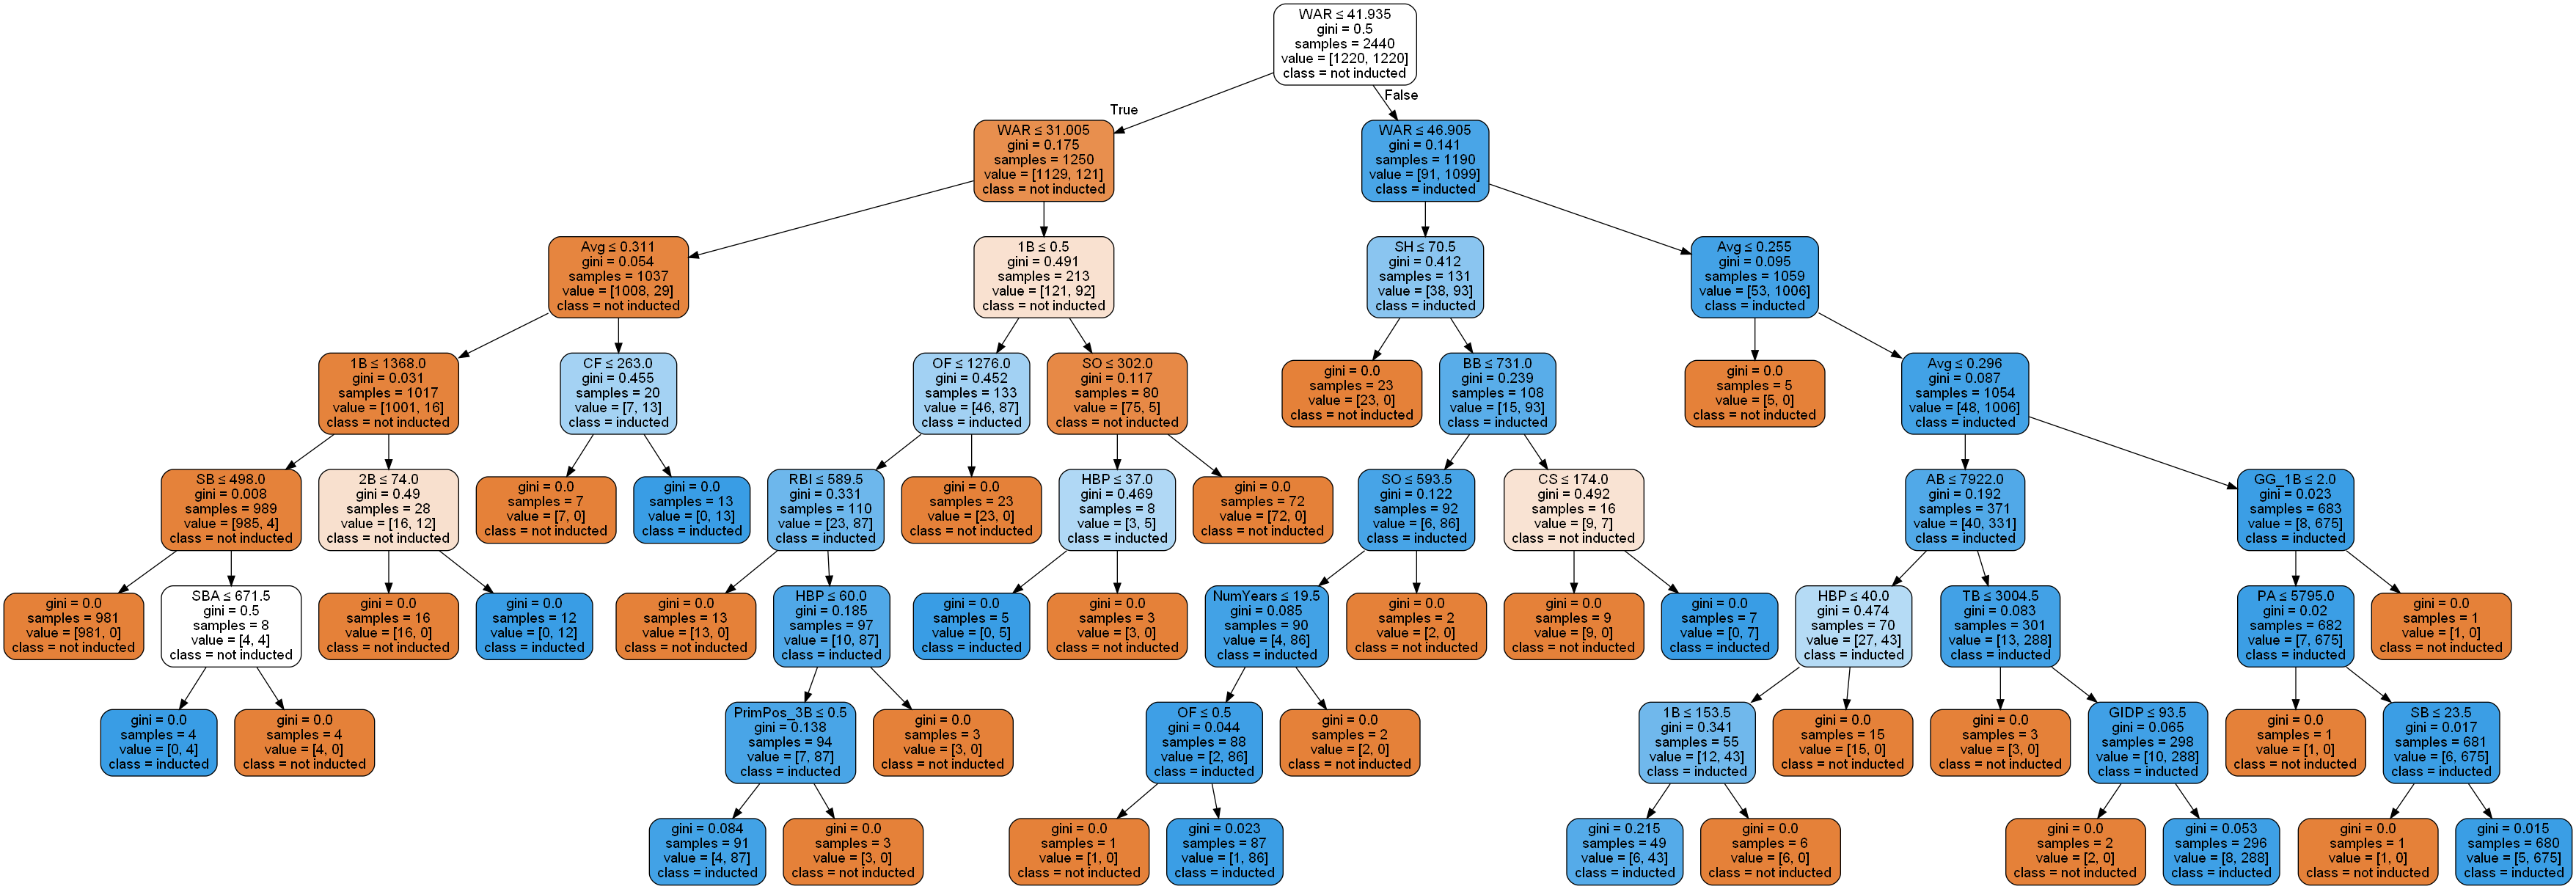 WAR ≤ 41.935
gini = 0.5
samples = 2440
value = [1220, 1220]
class = not inducted
True
False
WAR ≤ 31.005
gini = 0.175
samples = 1250
value = [1129, 121]
class = not inducted
WAR ≤ 46.905
gini = 0.141
samples = 1190
value = [91, 1099]
class = inducted
Avg ≤ 0.311
gini = 0.054
samples = 1037
value = [1008, 29]
class = not inducted
1B ≤ 0.5
gini = 0.491
samples = 213
value = [121, 92]
class = not inducted
SH ≤ 70.5
gini = 0.412
samples = 131
value = [38, 93]
class = inducted
Avg ≤ 0.255
gini = 0.095
samples = 1059
value = [53, 1006]
class = inducted
1B ≤ 1368.0
gini = 0.031
samples = 1017
value = [1001, 16]
class = not inducted
CF ≤ 263.0
gini = 0.455
samples = 20
value = [7, 13]
class = inducted
OF ≤ 1276.0
gini = 0.452
samples = 133
value = [46, 87]
class = inducted
SO ≤ 302.0
gini = 0.117
samples = 80
value = [75, 5]
class = not inducted
gini = 0.0
samples = 23
value = [23, 0]
class = not inducted
BB ≤ 731.0
gini = 0.239
samples = 108
value = [15, 93]
class = inducted
gini = 0.0
samples = 5
value = [5, 0]
class = not inducted
Avg ≤ 0.296
gini = 0.087
samples = 1054
value = [48, 1006]
class = inducted
SB ≤ 498.0
gini = 0.008
samples = 989
value = [985, 4]
class = not inducted
2B ≤ 74.0
gini = 0.49
samples = 28
value = [16, 12]
class = not inducted
gini = 0.0
samples = 7
value = [7, 0]
class = not inducted
gini = 0.0
samples = 13
value = [0, 13]
class = inducted
RBI ≤ 589.5
gini = 0.331
samples = 110
value = [23, 87]
class = inducted
gini = 0.0
samples = 23
value = [23, 0]
class = not inducted
HBP ≤ 37.0
gini = 0.469
samples = 8
value = [3, 5]
class = inducted
gini = 0.0
samples = 72
value = [72, 0]
class = not inducted
SO ≤ 593.5
gini = 0.122
samples = 92
value = [6, 86]
class = inducted
CS ≤ 174.0
gini = 0.492
samples = 16
value = [9, 7]
class = not inducted
AB ≤ 7922.0
gini = 0.192
samples = 371
value = [40, 331]
class = inducted
GG_1B ≤ 2.0
gini = 0.023
samples = 683
value = [8, 675]
class = inducted
gini = 0.0
samples = 981
value = [981, 0]
class = not inducted
SBA ≤ 671.5
gini = 0.5
samples = 8
value = [4, 4]
class = not inducted
gini = 0.0
samples = 16
value = [16, 0]
class = not inducted
gini = 0.0
samples = 12
value = [0, 12]
class = inducted
gini = 0.0
samples = 13
value = [13, 0]
class = not inducted
HBP ≤ 60.0
gini = 0.185
samples = 97
value = [10, 87]
class = inducted
gini = 0.0
samples = 5
value = [0, 5]
class = inducted
gini = 0.0
samples = 3
value = [3, 0]
class = not inducted
NumYears ≤ 19.5
gini = 0.085
samples = 90
value = [4, 86]
class = inducted
gini = 0.0
samples = 2
value = [2, 0]
class = not inducted
gini = 0.0
samples = 9
value = [9, 0]
class = not inducted
gini = 0.0
samples = 7
value = [0, 7]
class = inducted
HBP ≤ 40.0
gini = 0.474
samples = 70
value = [27, 43]
class = inducted
TB ≤ 3004.5
gini = 0.083
samples = 301
value = [13, 288]
class = inducted
PA ≤ 5795.0
gini = 0.02
samples = 682
value = [7, 675]
class = inducted
gini = 0.0
samples = 1
value = [1, 0]
class = not inducted
gini = 0.0
samples = 4
value = [0, 4]
class = inducted
gini = 0.0
samples = 4
value = [4, 0]
class = not inducted
PrimPos_3B ≤ 0.5
gini = 0.138
samples = 94
value = [7, 87]
class = inducted
gini = 0.0
samples = 3
value = [3, 0]
class = not inducted
OF ≤ 0.5
gini = 0.044
samples = 88
value = [2, 86]
class = inducted
gini = 0.0
samples = 2
value = [2, 0]
class = not inducted
1B ≤ 153.5
gini = 0.341
samples = 55
value = [12, 43]
class = inducted
gini = 0.0
samples = 15
value = [15, 0]
class = not inducted
gini = 0.0
samples = 3
value = [3, 0]
class = not inducted
GIDP ≤ 93.5
gini = 0.065
samples = 298
value = [10, 288]
class = inducted
gini = 0.0
samples = 1
value = [1, 0]
class = not inducted
SB ≤ 23.5
gini = 0.017
samples = 681
value = [6, 675]
class = inducted
gini = 0.084
samples = 91
value = [4, 87]
class = inducted
gini = 0.0
samples = 3
value = [3, 0]
class = not inducted
gini = 0.0
samples = 1
value = [1, 0]
class = not inducted
gini = 0.023
samples = 87
value = [1, 86]
class = inducted
gini = 0.215
samples = 49
value = [6, 43]
class = inducted
gini = 0.0
samples = 6
value = [6, 0]
class = not inducted
gini = 0.0
samples = 2
value = [2, 0]
class = not inducted
gini = 0.053
samples = 296
value = [8, 288]
class = inducted
gini = 0.0
samples = 1
value = [1, 0]
class = not inducted
gini = 0.015
samples = 680
value = [5, 675]
class = inducted